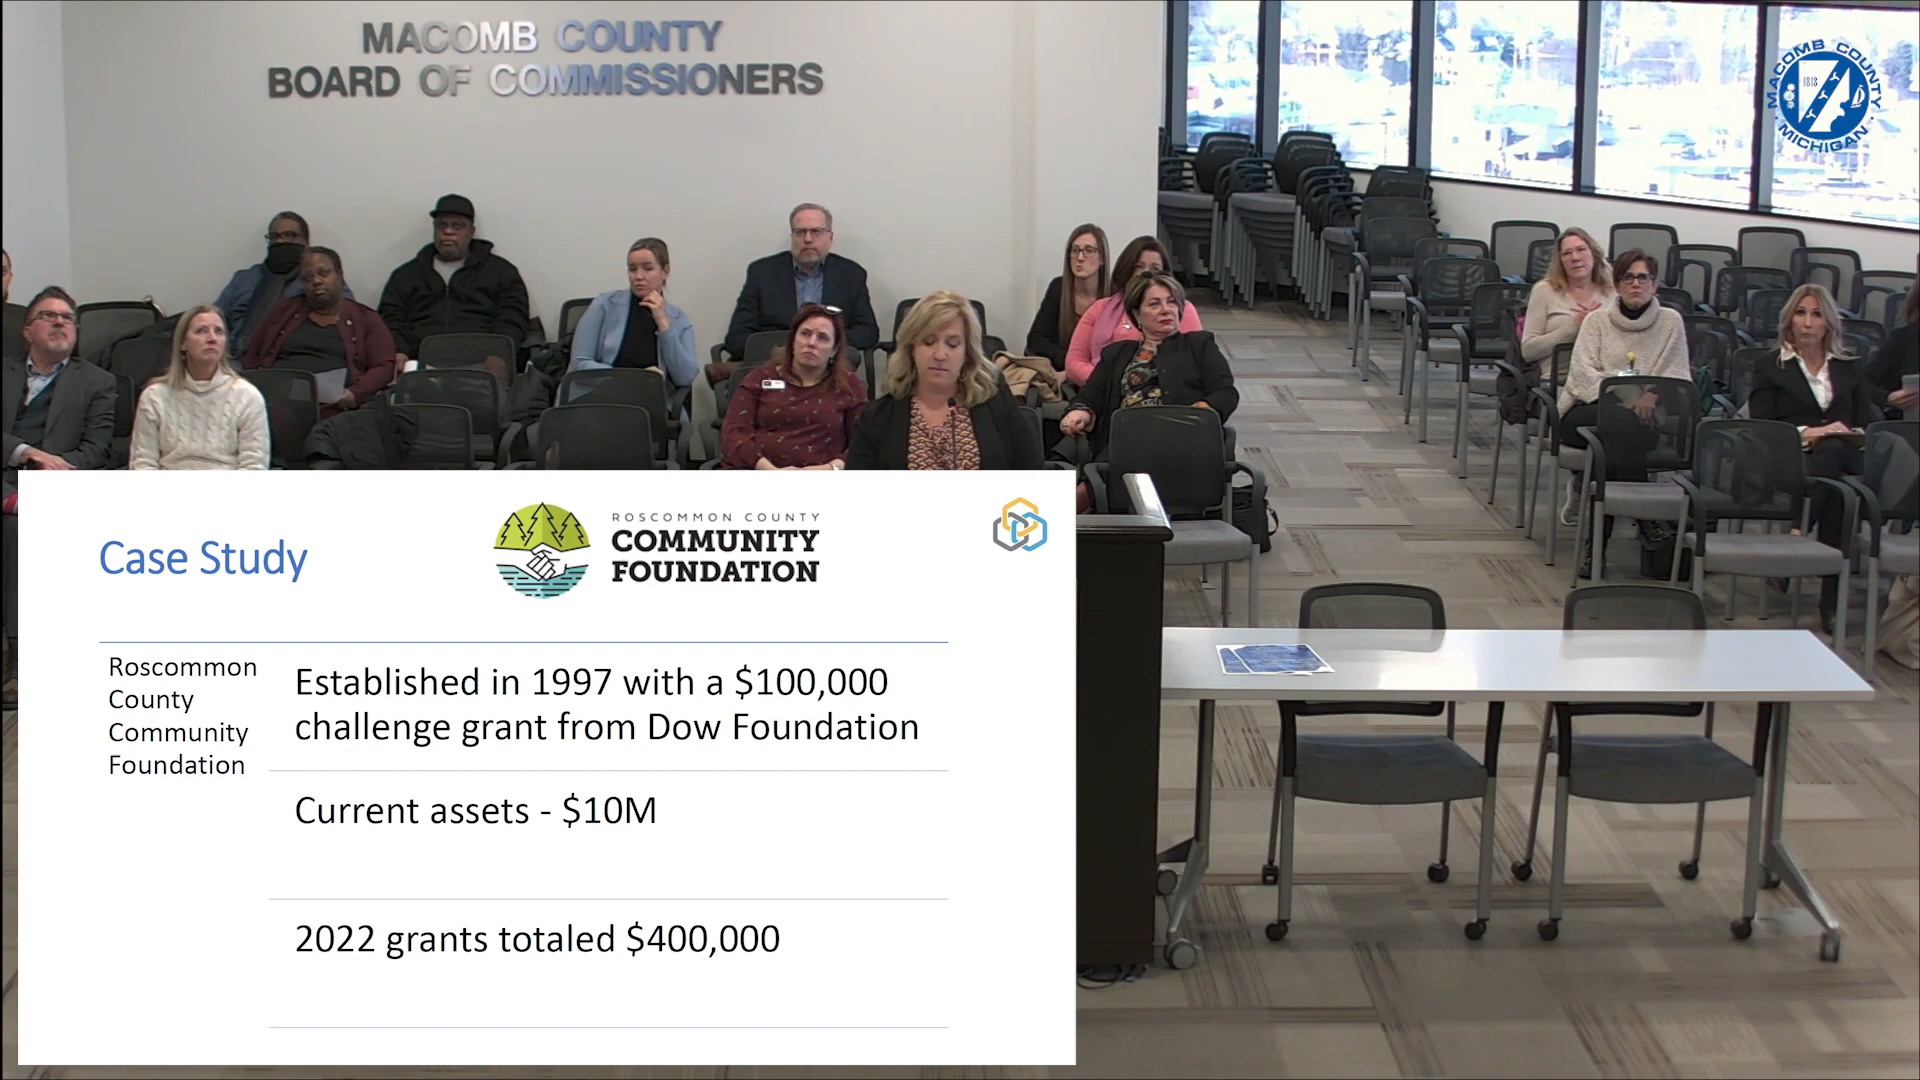 MACOMB COUNTY
BOARD OF COMMISSIONERS
MACOMB COUNTY
1818
MICHIGAN
Case Study
ROSCOMMON COUNTY
COMMUNITY
FOUNDATION
Roscommon
County
Community
Foundation
Established in 1997 with a $100,000
challenge grant from Dow Foundation
Current assets - $10M
2022 grants totaled $400,000